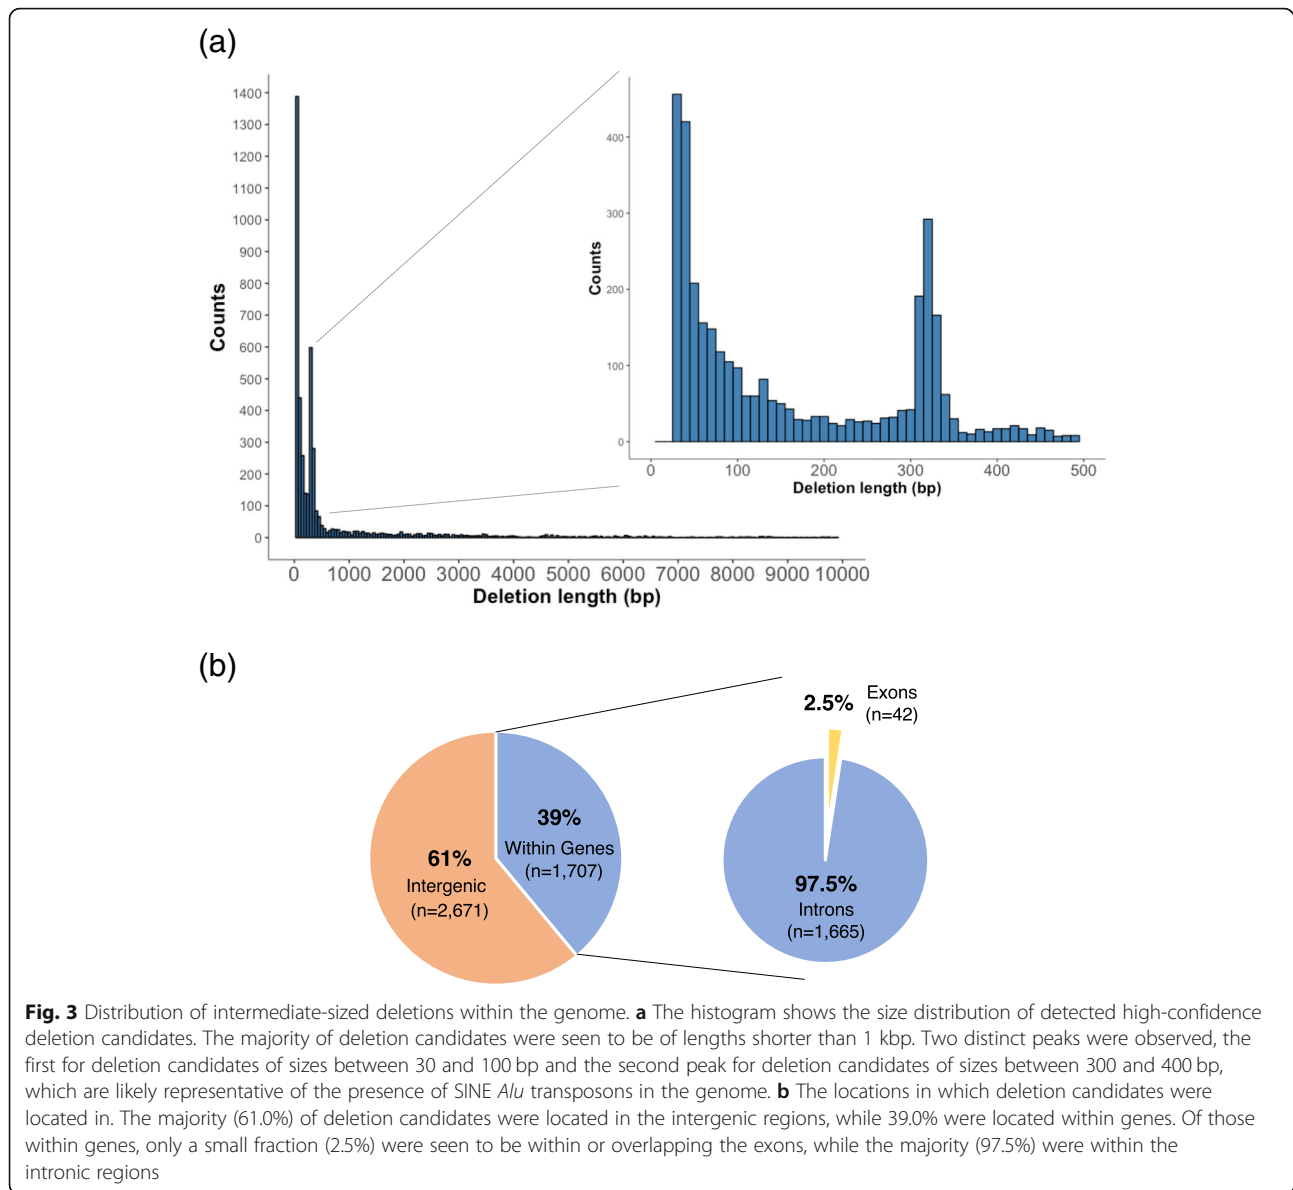 (a)
1400
1300
1200
1100
1000
900
800
700
600
500
400
300
200
100
0
Counts
0 1000 2000 3000 4000 5000 6000 7000 8000 9000 10000
Deletion length (bp)
400
300
200
100
0
Counts
0 100 200 300 400 500
Deletion length (bp)
(b)
61%
Intergenic
(n=2,671)
39%
Within Genes
(n=1,707)
2.5%
Exons
(n=42)
97.5%
Introns
(n=1,665)
Fig. 3 Distribution of intermediate-sized deletions within the genome. a The histogram shows the size distribution of detected high-confidence
deletion candidates. The majority of deletion candidates were seen to be of lengths shorter than 1 kbp. Two distinct peaks were observed, the
first for deletion candidates of sizes between 30 and 100 bp and the second peak for deletion candidates of sizes between 300 and 400 bp,
which are likely representative of the presence of SINE Alu transposons in the genome. b The locations in which deletion candidates were
located in. The majority (61.0%) of deletion candidates were located in the intergenic regions, while 39.0% were located within genes. Of those
within genes, only a small fraction (2.5%) were seen to be within or overlapping the exons, while the majority (97.5%) were within the
intronic regions